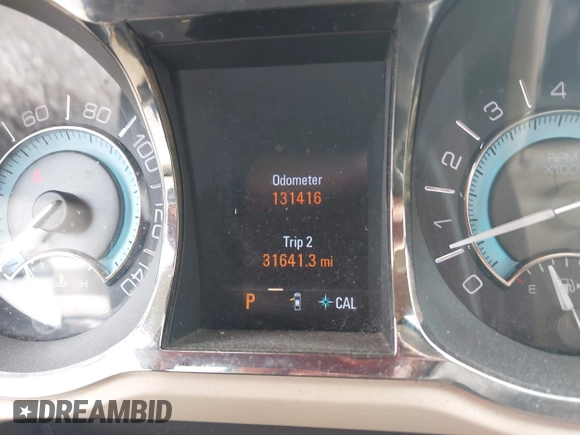 60
80
100
120
140
H
Odometer
131416
Trip 2
31641.3 mi
P
CAL
4
3
2
1
0
RPM
X100
E
DREAMBID